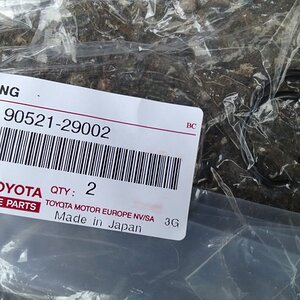 NG
90521-29002
BC
TOYOTA QTY: 2
PARTS TOYOTA MOTOR EUROPE NV/SA
Made in Japan 3G